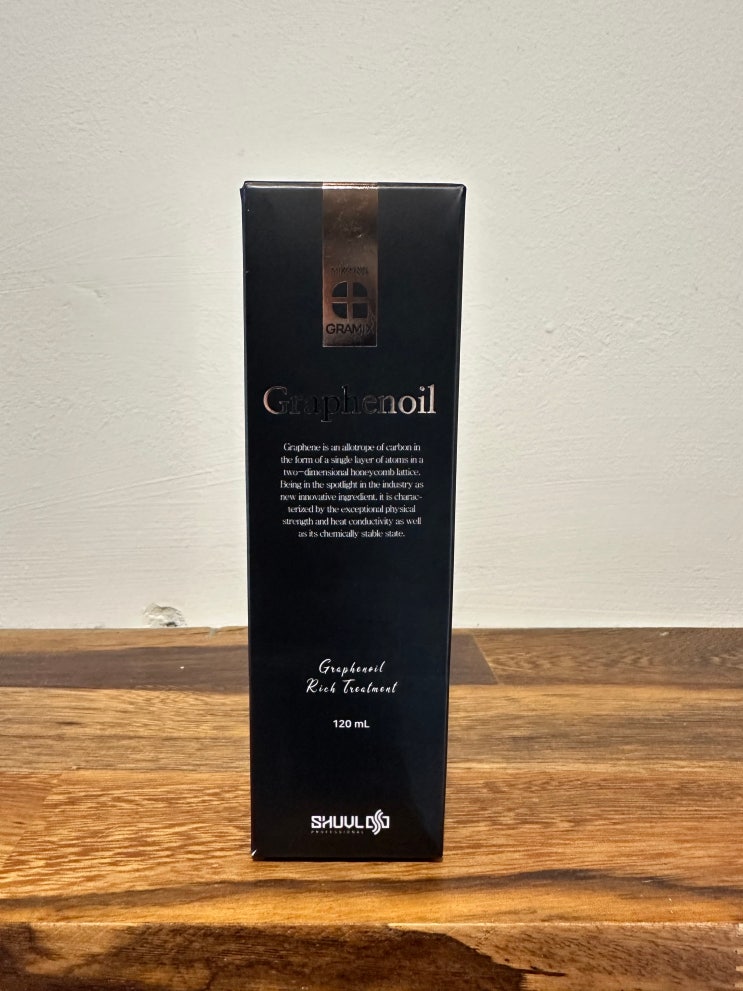 GRAMIX
Graphenoil
Graphene is an allotrope of carbon in
the form of a single layer of atoms in a
two-dimensional honeycomb lattice.
Being in the spotlight in the industry as
new innovative ingredient, it is charac-
terized by the exceptional physical
strength and heat conductivity as well
as its chemically stable state.
Graphenoil
Rich Treatment
120 mL
SHUUL
PROFESSIONAL